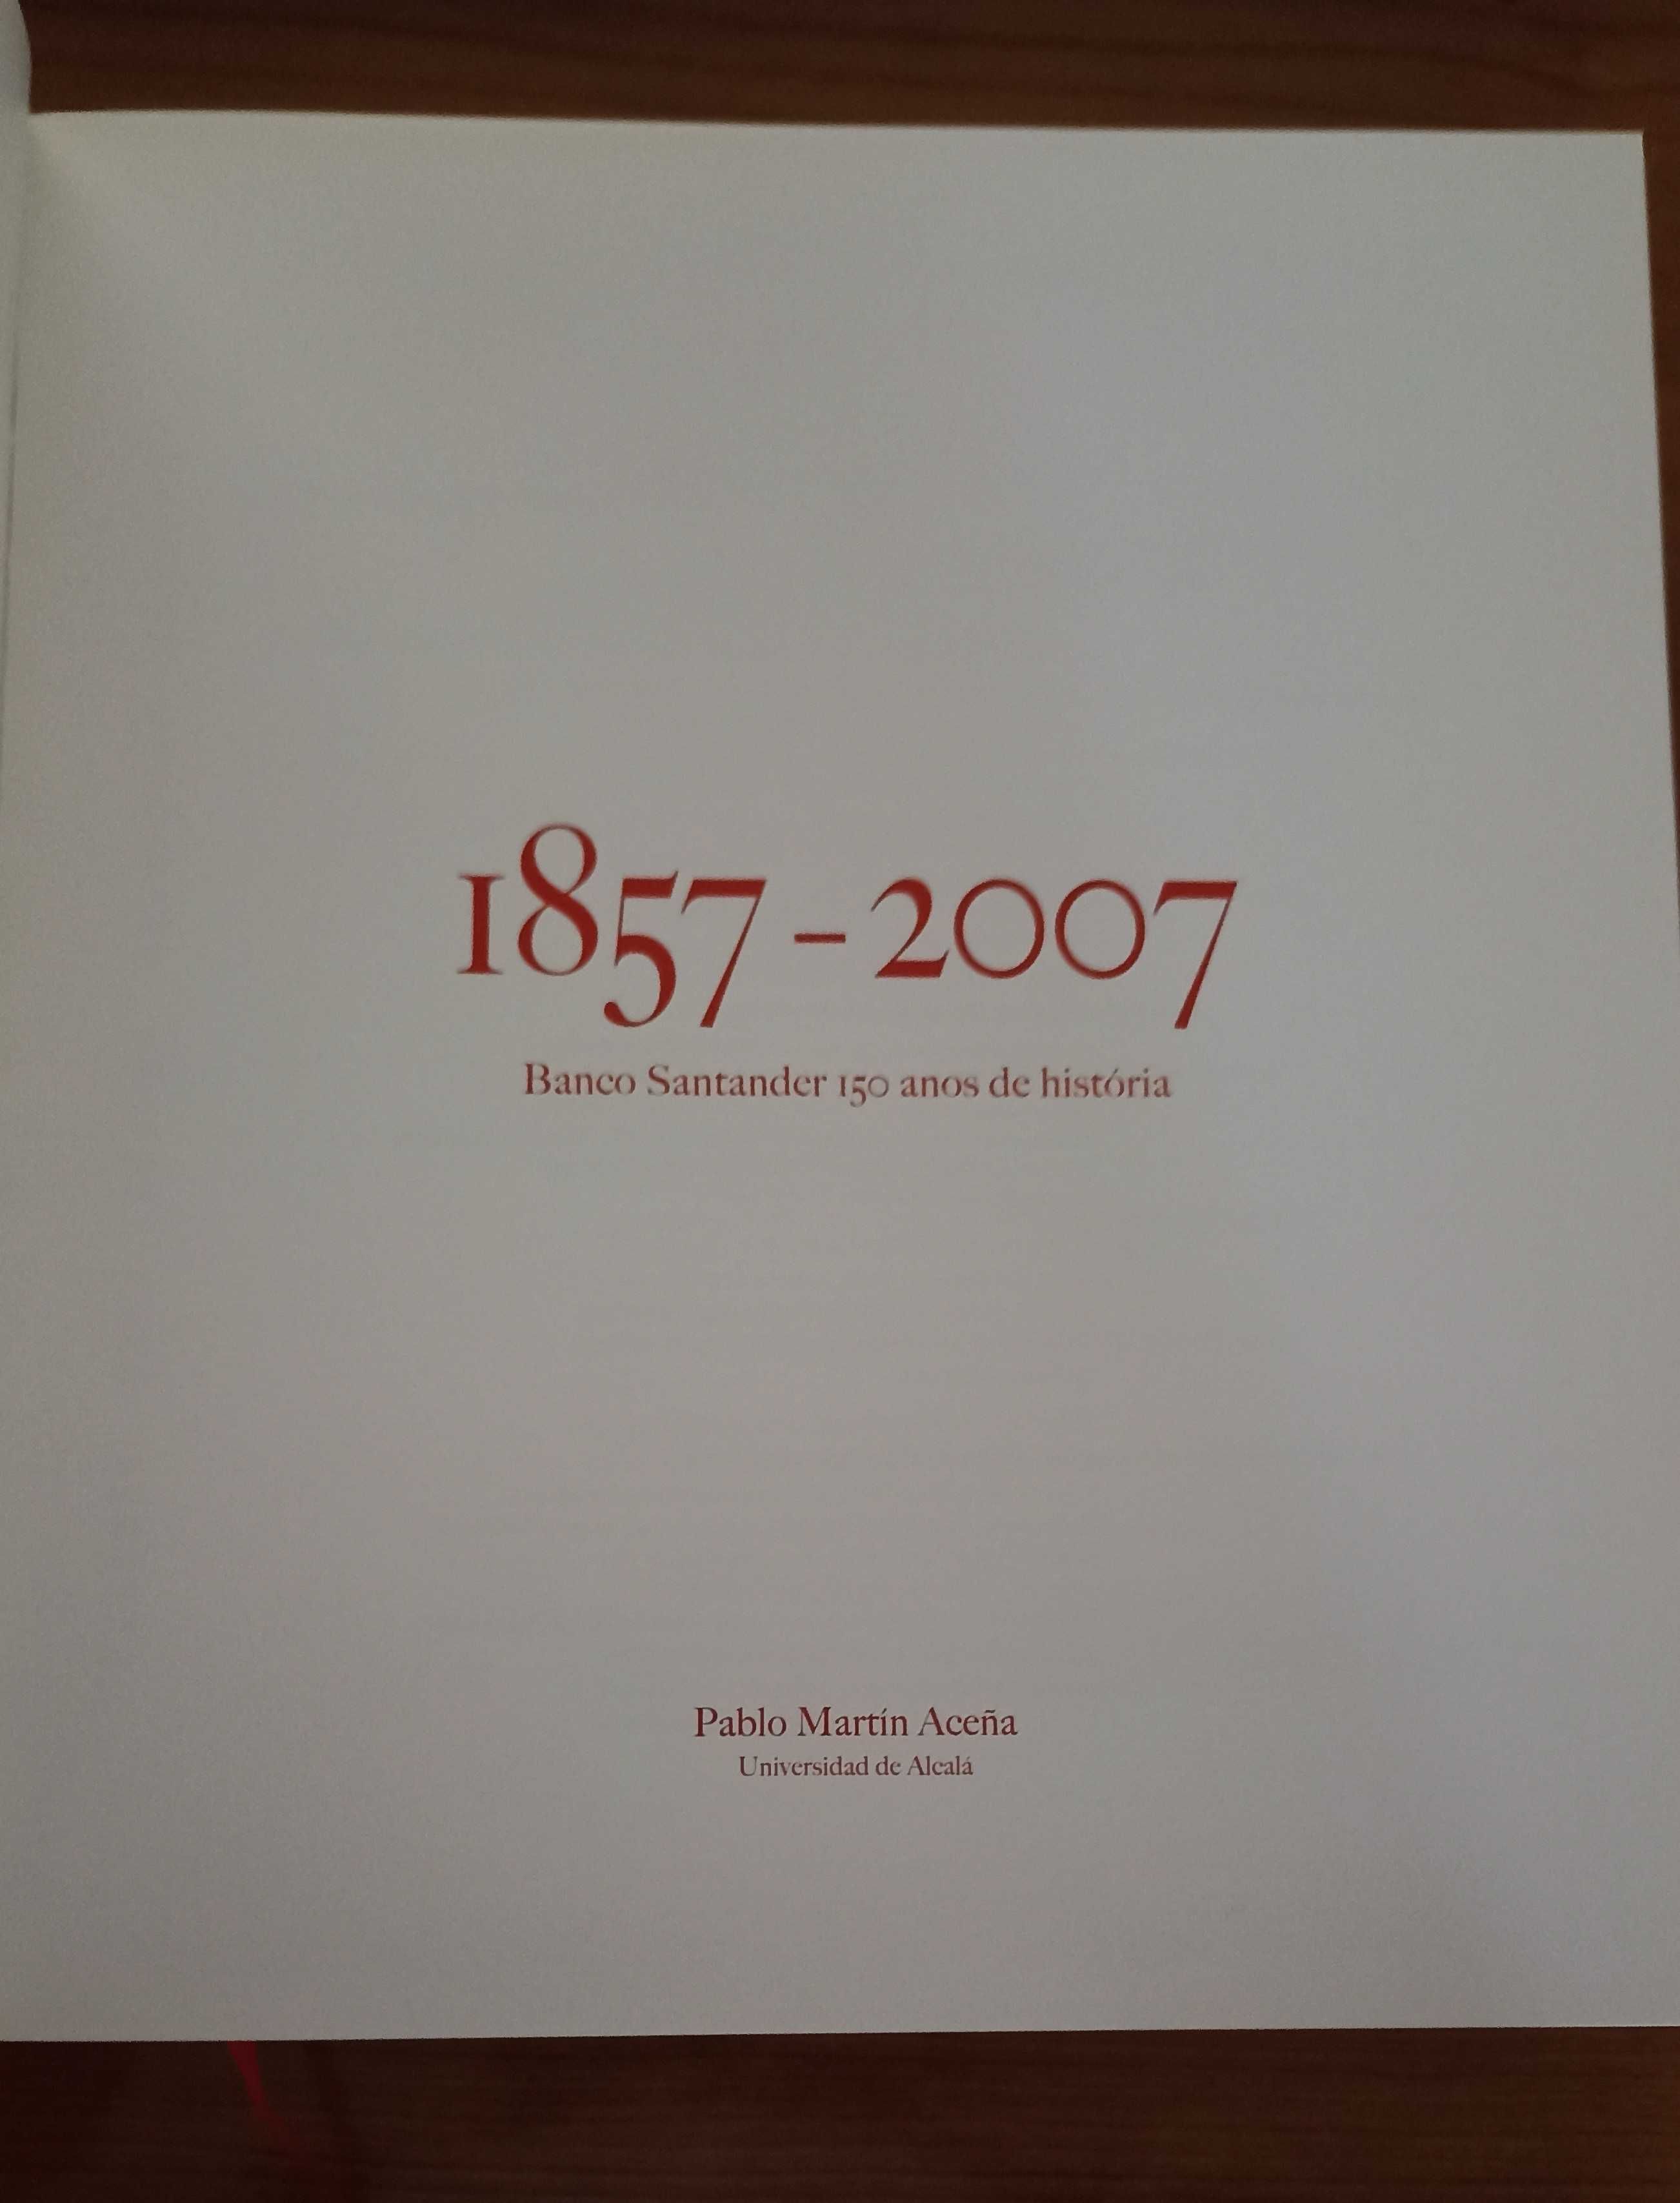 1857-2007
Banco Santander 150 anos de história
Pablo Martín Aceña
Universidad de Alcalá